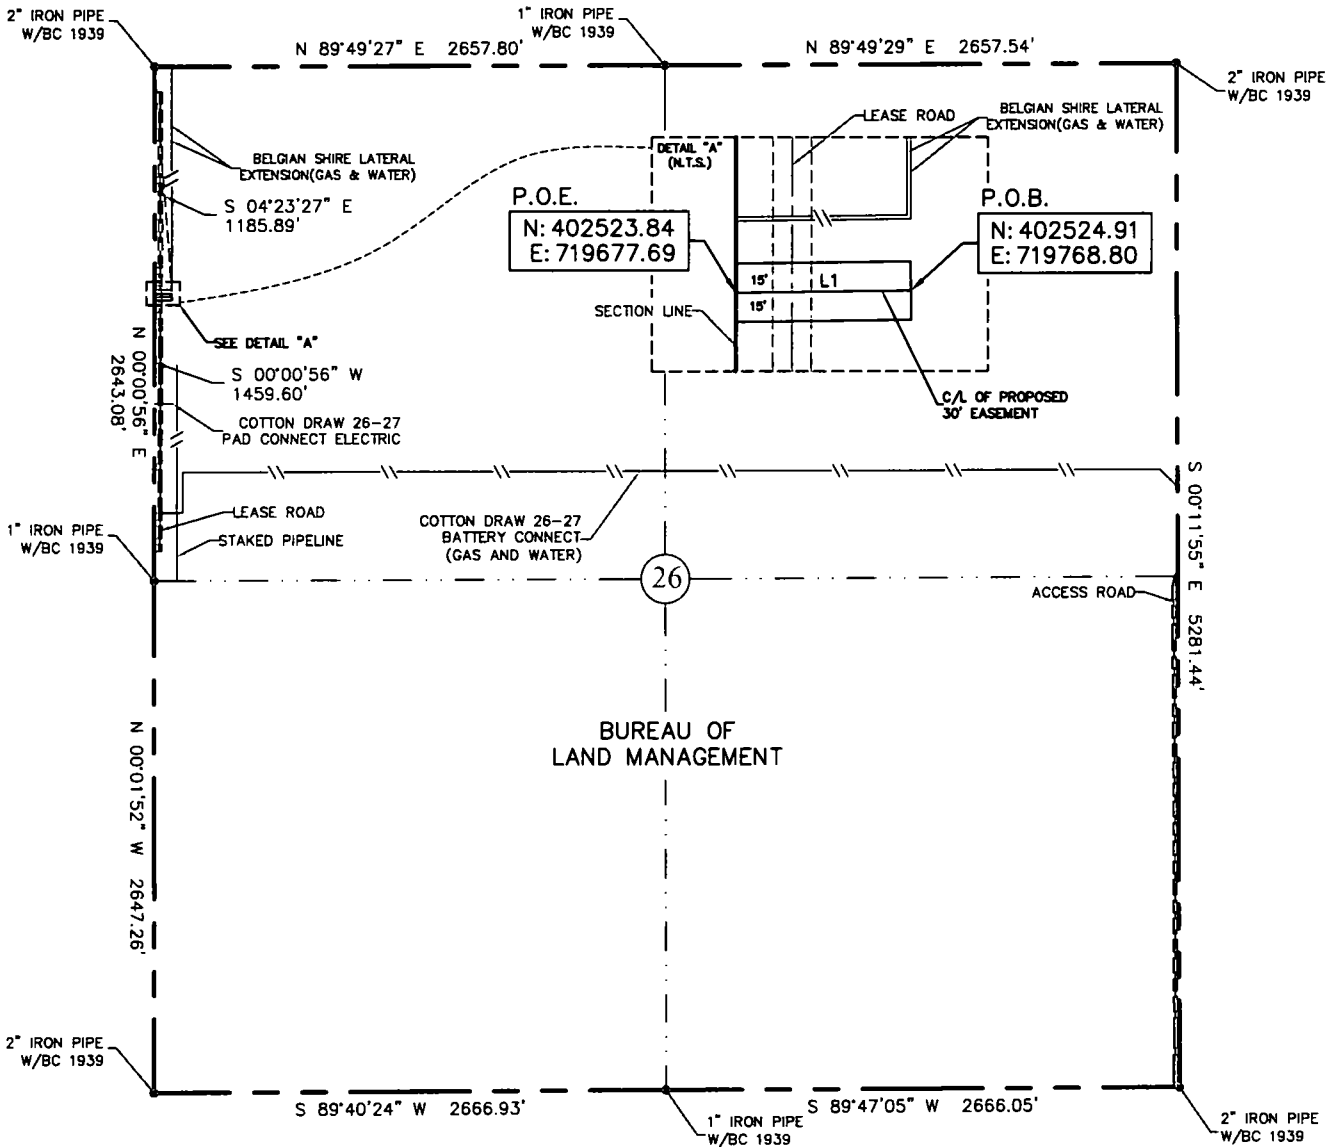 2" IRON PIPE
W/BC 1939
1" IRON PIPE
W/BC 1939
N 89°49'27" E 2657.80'
N 89°49'29" E 2657.54'
2" IRON PIPE
W/BC 1939
BELGIAN SHIRE LATERAL
EXTENSION(GAS & WATER)
S 04°23'27" E
1185.89'
DETAIL "A"
(N.T.S.)
LEASE ROAD
BELGIAN SHIRE LATERAL
EXTENSION(GAS & WATER)
P.O.E.
N: 402523.84
E: 719677.69
P.O.B.
N: 402524.91
E: 719768.80
15'
L1
15'
SECTION LINE
C/L OF PROPOSED
30' EASEMENT
SEE DETAIL "A"
N 00°00'56" E
2643.08'
S 00°00'56" W
1459.60'
COTTON DRAW 26-27
PAD CONNECT ELECTRIC
LEASE ROAD
STAKED PIPELINE
COTTON DRAW 26-27
BATTERY CONNECT
(GAS AND WATER)
1" IRON PIPE
W/BC 1939
26
S 00°11'55" E 5281.44'
ACCESS ROAD
BUREAU OF
LAND MANAGEMENT
N 00°01'52" W 2647.26'
2" IRON PIPE
W/BC 1939
S 89°40'24" W 2666.93'
1" IRON PIPE
W/BC 1939
S 89°47'05" W 2666.05'
2" IRON PIPE
W/BC 1939